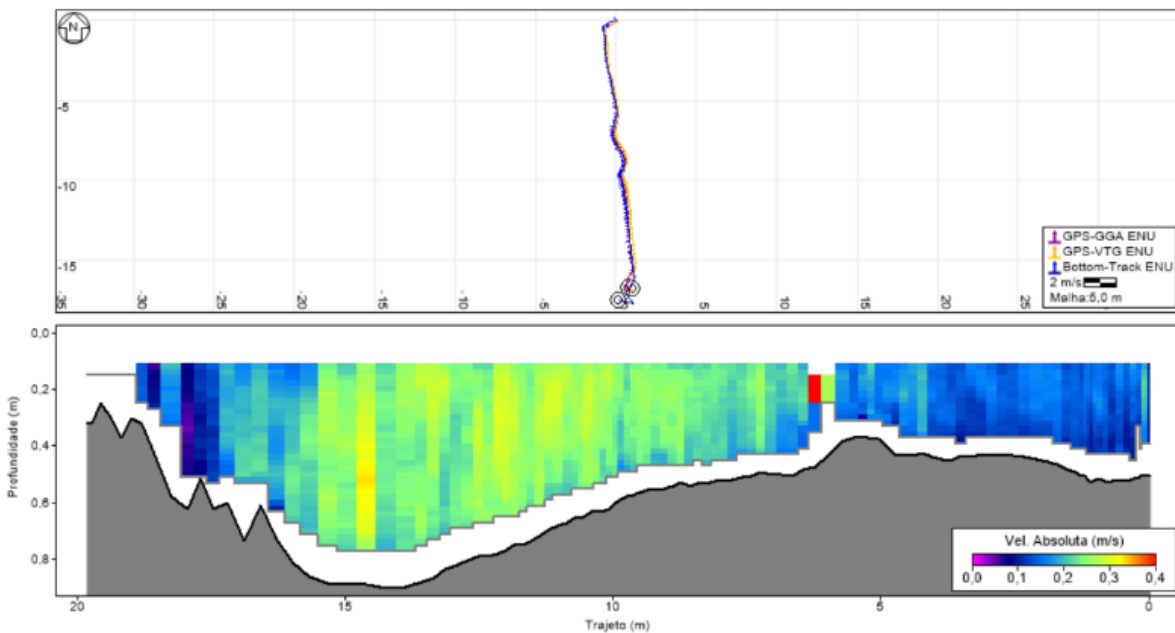 N
-5
-10
-15
-35
-30
-25
-20
-15
-10
-5
5
10
15
20
25
GPS-GGA ENU
GPS-VTG ENU
Bottom-Track ENU
2 m/s
Malha:5,0 m
0,0
0,2
0,4
0,6
0,8
Profundidade (m)
Vel. Absoluta (m/s)
0,0 0,1 0,2 0,3 0,4
20 15 10 5 0
Trajeto (m)